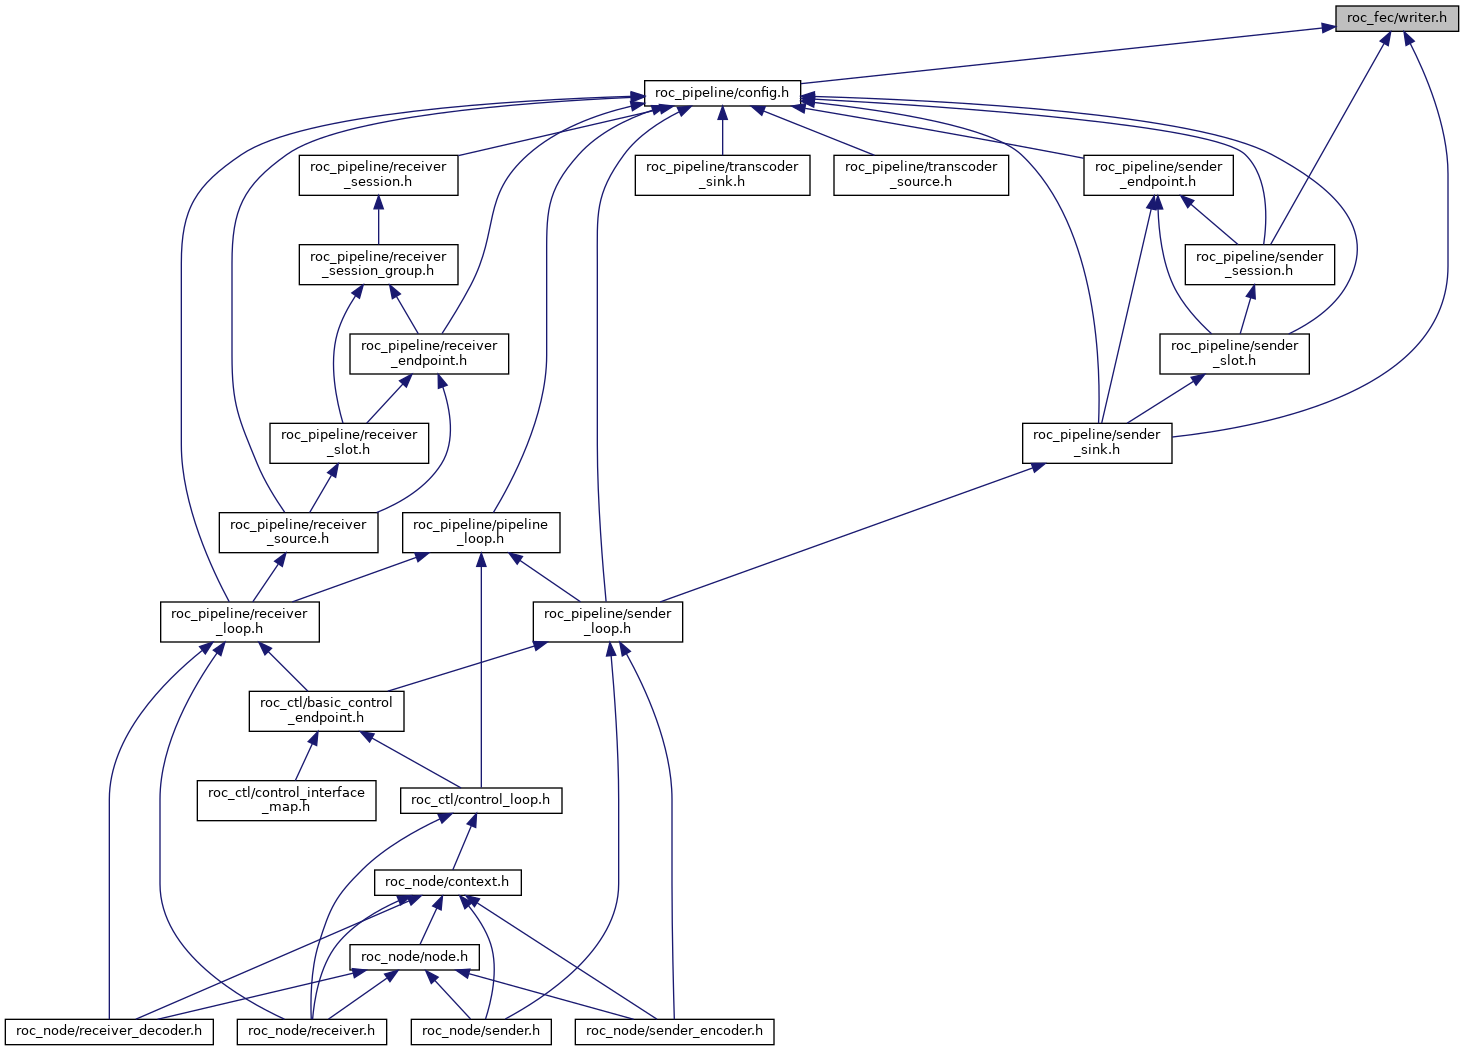 roc_fec/writer.h
roc_pipeline/config.h
roc_pipeline/receiver
_session.h
roc_pipeline/transcoder
_sink.h
roc_pipeline/transcoder
_source.h
roc_pipeline/sender
_endpoint.h
roc_pipeline/receiver
_session_group.h
roc_pipeline/sender
_session.h
roc_pipeline/receiver
_endpoint.h
roc_pipeline/sender
_slot.h
roc_pipeline/receiver
_slot.h
roc_pipeline/sender
_sink.h
roc_pipeline/receiver
_source.h
roc_pipeline/pipeline
_loop.h
roc_pipeline/receiver
_loop.h
roc_pipeline/sender
_loop.h
roc_ctl/basic_control
_endpoint.h
roc_ctl/control_interface
_map.h
roc_ctl/control_loop.h
roc_node/context.h
roc_node/node.h
roc_node/receiver_decoder.h
roc_node/receiver.h
roc_node/sender.h
roc_node/sender_encoder.h